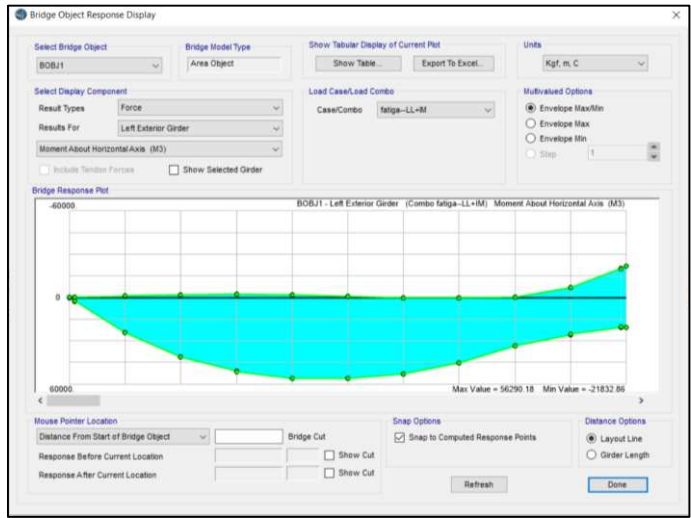 Bridge Object Response Display
Select Bridge Object
BOBJ1
Bridge Model Type
Area Object
Show Tabular Display of Current Plot
Show Table...
Export To Excel...
Units
Kgf, m, C
Select Display Component
Result Types
Force
Results For
Left Exterior Girder
Moment About Horizontal Axis (M3)
Include Tendon Forces
Show Selected Girder
Load Case/Load Combo
Case/Combo
fatiga--LL+IM
Multivalued Options
Envelope Max/Min
Envelope Max
Envelope Min
Step
1
Bridge Response Plot
-60000.
BOBJ1 - Left Exterior Girder (Combo fatiga--LL+IM) Moment About Horizontal Axis (M3)
0
60000.
Max Value = 56290.18 Min Value = -21832.86
Mouse Pointer Location
Distance From Start of Bridge Object
Bridge Cut
Response Before Current Location
Show Cut
Response After Current Location
Show Cut
Snap Options
Snap to Computed Response Points
Distance Options
Layout Line
Girder Length
Refresh
Done